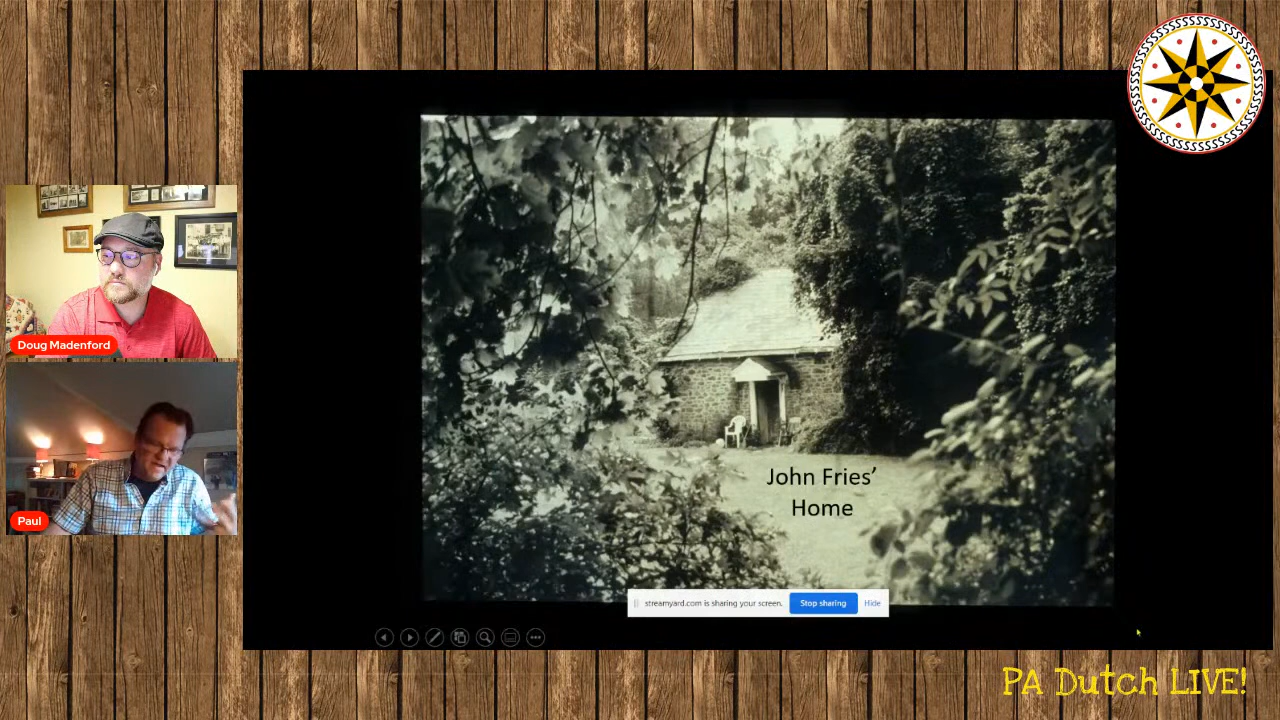 Doug Madenford
Paul
John Fries’
Home
streamyard.com is sharing your screen.
Stop sharing
Hide
PA Dutch LIVE!